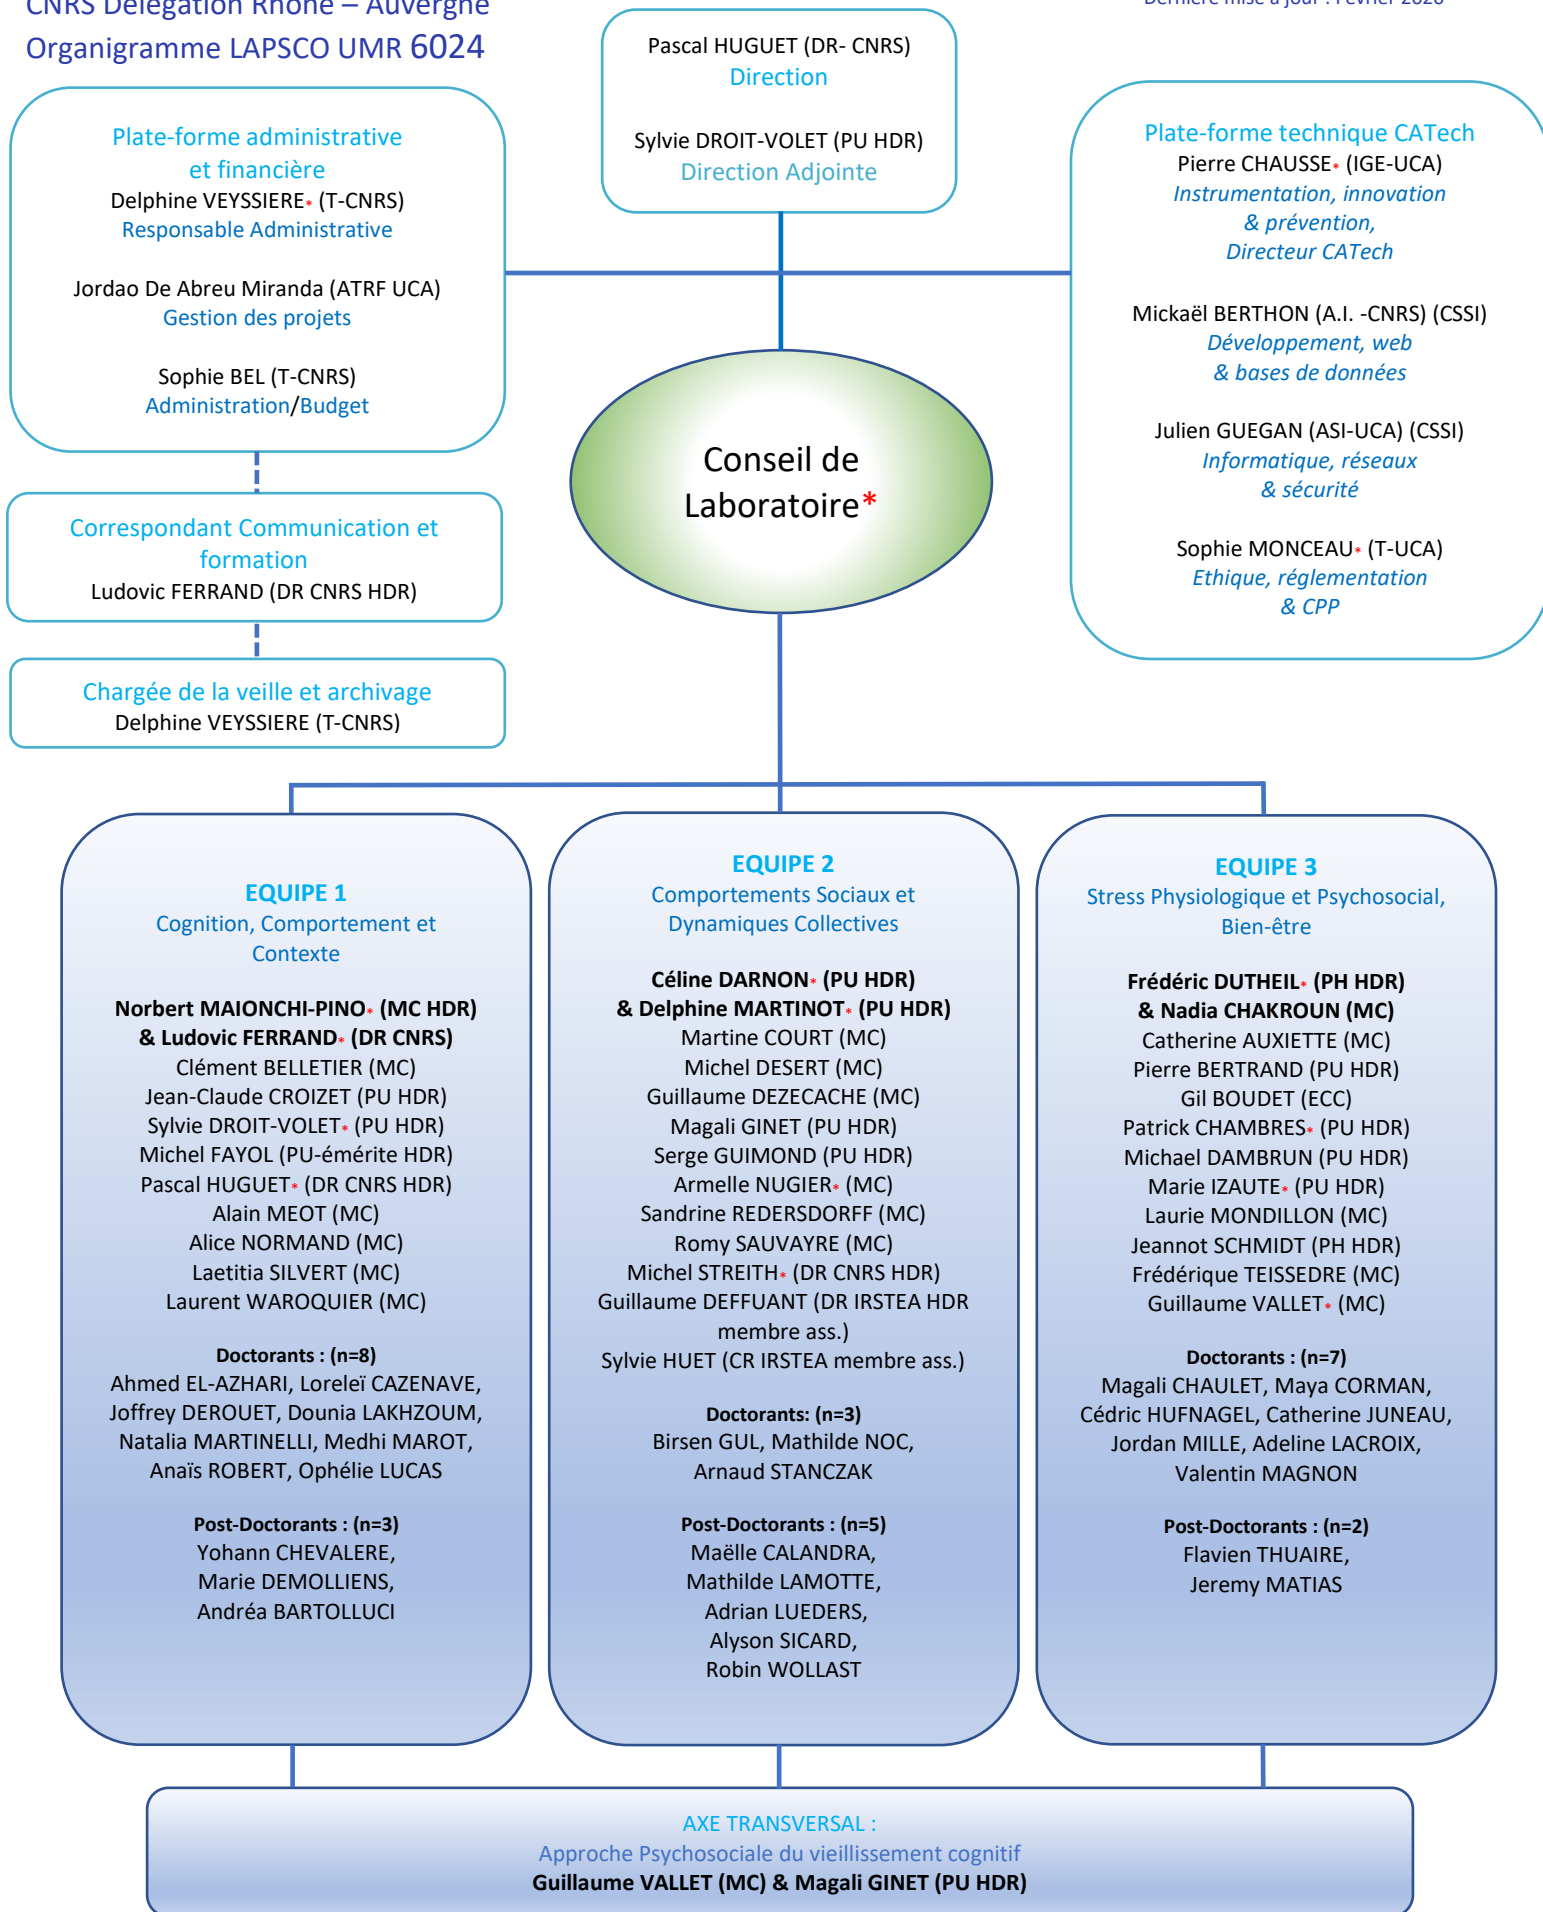 CNRS Délégation Rhône – Auvergne
Organigramme LAPSCO UMR 6024
Pascal HUGUET (DR- CNRS)
Direction
Sylvie DROIT-VOLET (PU HDR)
Direction Adjointe
Plate-forme administrative
et financière
Delphine VEYSSIERE* (T-CNRS)
Responsable Administrative
Jordao De Abreu Miranda (ATRF UCA)
Gestion des projets
Sophie BEL (T-CNRS)
Administration/Budget
Correspondant Communication et
formation
Ludovic FERRAND (DR CNRS HDR)
Chargée de la veille et archivage
Delphine VEYSSIERE (T-CNRS)
Conseil de
Laboratoire*
Plate-forme technique CATech
Pierre CHAUSSE* (IGE-UCA)
Instrumentation, innovation
& prévention,
Directeur CATech
Mickaël BERTHON (A.I. -CNRS) (CSSI)
Développement, web
& bases de données
Julien GUEGAN (ASI-UCA) (CSSI)
Informatique, réseaux
& sécurité
Sophie MONCEAU* (T-UCA)
Ethique, réglementation
& CPP
EQUIPE 1
Cognition, Comportement et
Contexte
Norbert MAIONCHI-PINO* (MC HDR)
& Ludovic FERRAND* (DR CNRS)
Clément BELLETIER (MC)
Jean-Claude CROIZET (PU HDR)
Sylvie DROIT-VOLET* (PU HDR)
Michel FAYOL (PU-émérite HDR)
Pascal HUGUET* (DR CNRS HDR)
Alain MEOT (MC)
Alice NORMAND (MC)
Laetitia SILVERT (MC)
Laurent WAROQUIER (MC)
Doctorants : (n=8)
Ahmed EL-AZHARI, Loreleï CAZENAVE,
Joffrey DEROUET, Dounia LAKHZOUM,
Natalia MARTINELLI, Medhi MAROT,
Anaïs ROBERT, Ophélie LUCAS
Post-Doctorants : (n=3)
Yohann CHEVALERE,
Marie DEMOLLIENS,
Andréa BARTOLLUCI
EQUIPE 2
Comportements Sociaux et
Dynamiques Collectives
Céline DARNON* (PU HDR)
& Delphine MARTINOT* (PU HDR)
Martine COURT (MC)
Michel DESERT (MC)
Guillaume DEZECACHE (MC)
Magali GINET (PU HDR)
Serge GUIMOND (PU HDR)
Armelle NUGIER* (MC)
Sandrine REDERSDORFF (MC)
Romy SAUVAYRE (MC)
Michel STREITH* (DR CNRS HDR)
Guillaume DEFFUANT (DR IRSTEA HDR
membre ass.)
Sylvie HUET (CR IRSTEA membre ass.)
Doctorants: (n=3)
Birsen GUL, Mathilde NOC,
Arnaud STANCZAK
Post-Doctorants : (n=5)
Maëlle CALANDRA,
Mathilde LAMOTTE,
Adrian LUEDERS,
Alyson SICARD,
Robin WOLLAST
EQUIPE 3
Stress Physiologique et Psychosocial,
Bien-être
Frédéric DUTHEIL* (PH HDR)
& Nadia CHAKROUN (MC)
Catherine AUXIETTE (MC)
Pierre BERTRAND (PU HDR)
Gil BOUDET (ECC)
Patrick CHAMBRES* (PU HDR)
Michael DAMBRUN (PU HDR)
Marie IZAUTE* (PU HDR)
Laurie MONDILLON (MC)
Jeannot SCHMIDT (PH HDR)
Frédérique TEISSEDRE (MC)
Guillaume VALLET* (MC)
Doctorants : (n=7)
Magali CHAULET, Maya CORMAN,
Cédric HUFNAGEL, Catherine JUNEAU,
Jordan MILLE, Adeline LACROIX,
Valentin MAGNON
Post-Doctorants : (n=2)
Flavien THUAIRE,
Jeremy MATIAS
AXE TRANSVERSAL :
Approche Psychosociale du vieillissement cognitif
Guillaume VALLET (MC) & Magali GINET (PU HDR)